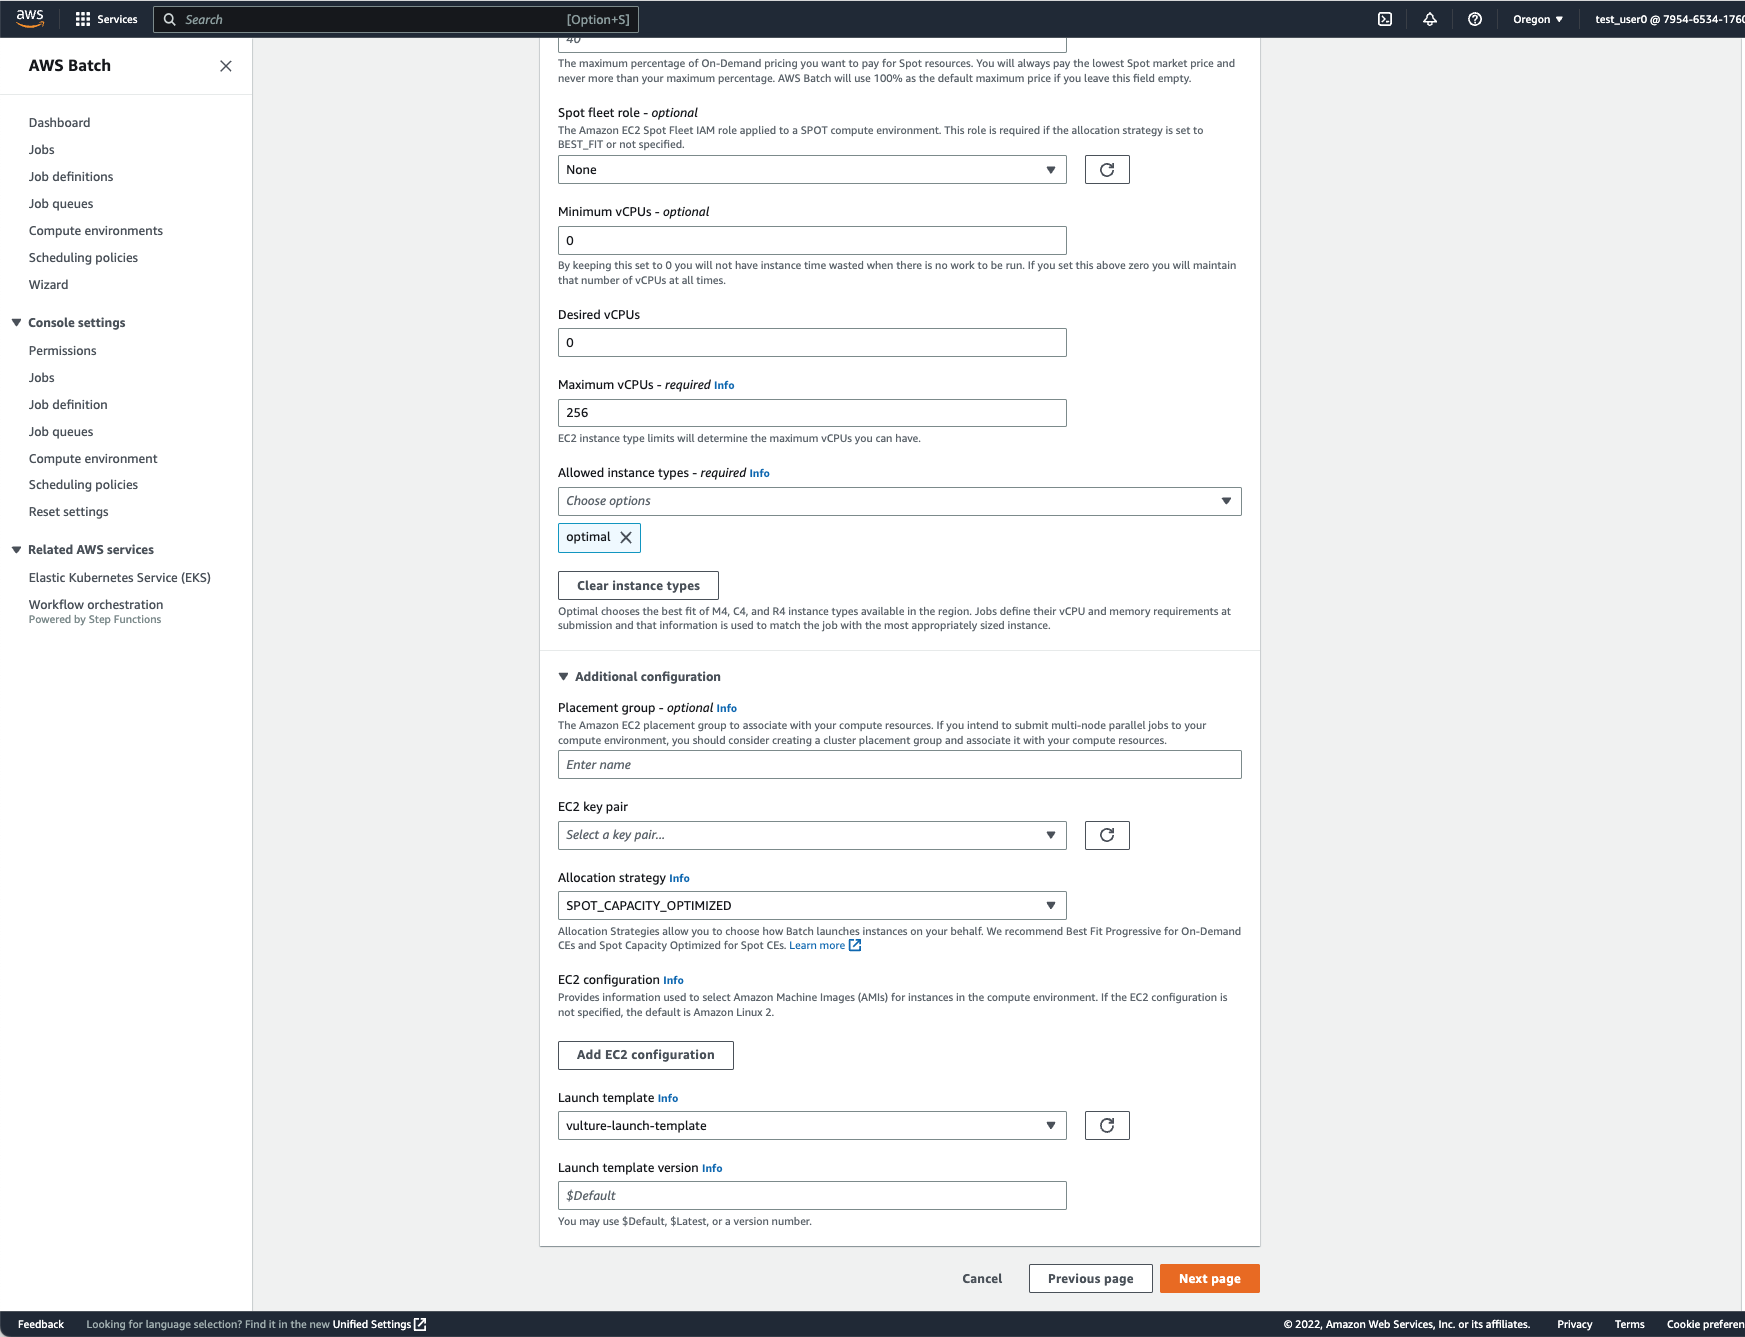 aws
Services
Search
[Option+S]
Oregon ▼
test_user0 @ 7954-6534-1760
AWS Batch
Dashboard
Jobs
Job definitions
Job queues
Compute environments
Scheduling policies
Wizard
Console settings
Permissions
Jobs
Job definition
Job queues
Compute environment
Scheduling policies
Reset settings
Related AWS services
Elastic Kubernetes Service (EKS)
Workflow orchestration
Powered by Step Functions
40
The maximum percentage of On-Demand pricing you want to pay for Spot resources. You will always pay the lowest Spot market price and
never more than your maximum percentage. AWS Batch will use 100% as the default maximum price if you leave this field empty.
Spot fleet role - optional
The Amazon EC2 Spot Fleet IAM role applied to a SPOT compute environment. This role is required if the allocation strategy is set to
BEST_FIT or not specified.
None
Minimum vCPUs - optional
0
By keeping this set to 0 you will not have instance time wasted when there is no work to be run. If you set this above zero you will maintain
that number of vCPUs at all times.
Desired vCPUs
0
Maximum vCPUs - required Info
256
EC2 instance type limits will determine the maximum vCPUs you can have.
Allowed instance types - required Info
Choose options
optimal
Clear instance types
Optimal chooses the best fit of M4, C4, and R4 instance types available in the region. Jobs define their vCPU and memory requirements at
submission and that information is used to match the job with the most appropriately sized instance.
Additional configuration
Placement group - optional Info
The Amazon EC2 placement group to associate with your compute resources. If you intend to submit multi-node parallel jobs to your
compute environment, you should consider creating a cluster placement group and associate it with your compute resources.
Enter name
EC2 key pair
Select a key pair...
Allocation strategy Info
SPOT_CAPACITY_OPTIMIZED
Allocation Strategies allow you to choose how Batch launches instances on your behalf. We recommend Best Fit Progressive for On-Demand
CEs and Spot Capacity Optimized for Spot CEs. Learn more
EC2 configuration Info
Provides information used to select Amazon Machine Images (AMIs) for instances in the compute environment. If the EC2 configuration is
not specified, the default is Amazon Linux 2.
Add EC2 configuration
Launch template Info
vulture-launch-template
Launch template version Info
$Default
You may use $Default, $Latest, or a version number.
Cancel
Previous page
Next page
Feedback
Looking for language selection? Find it in the new Unified Settings
© 2022, Amazon Web Services, Inc. or its affiliates.
Privacy
Terms
Cookie preferen